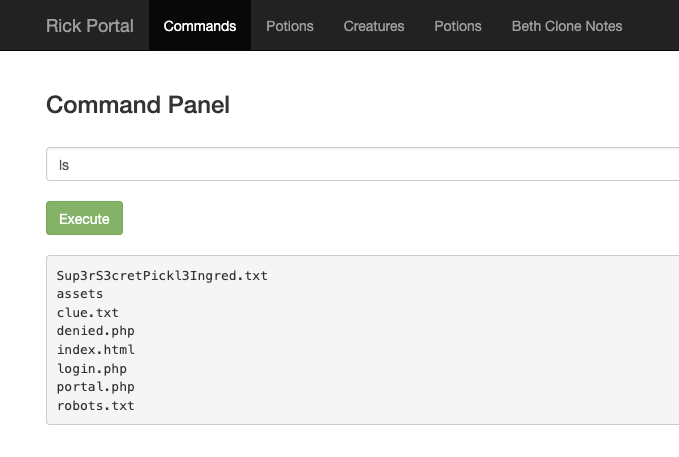 Rick Portal Commands Potions Creatures Potions Beth Clone Notes
Command Panel
ls
Execute
Sup3rS3cretPickl3Ingred.txt
assets
clue.txt
denied.php
index.html
login.php
portal.php
robots.txt